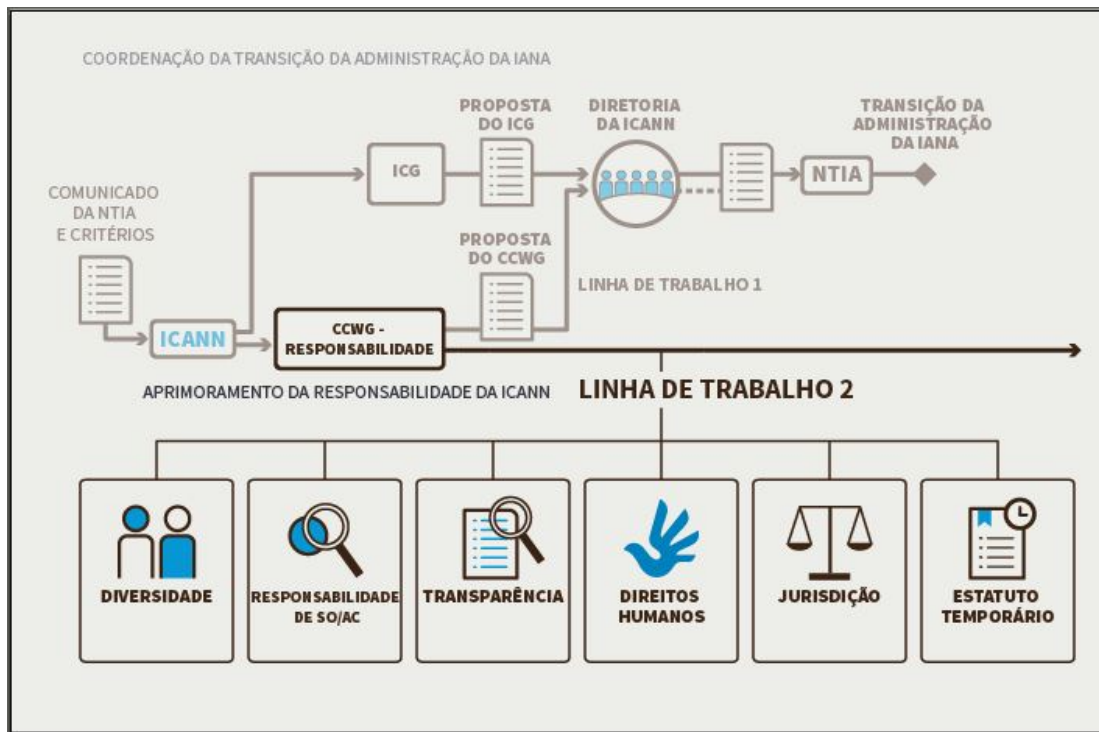 COORDENAÇÃO DA TRANSIÇÃO DA ADMINISTRAÇÃO DA IANA
PROPOSTA
DO ICG
DIRETORIA
DA ICANN
TRANSIÇÃO DA
ADMINISTRAÇÃO
DA IANA
ICG
NTIA
COMUNICADO
DA NTIA
E CRITÉRIOS
PROPOSTA
DO CCWG
LINHA DE TRABALHO 1
ICANN
CCWG -
RESPONSABILIDADE
APRIMORAMENTO DA RESPONSABILIDADE DA ICANN
LINHA DE TRABALHO 2
DIVERSIDADE
RESPONSABILIDADE
DE SO/AC
TRANSPARÊNCIA
DIREITOS
HUMANOS
JURISDIÇÃO
ESTATUTO
TEMPORÁRIO